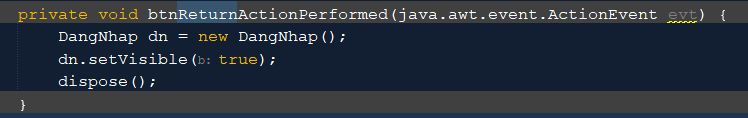 private void btnReturnActionPerformed(java.awt.event.ActionEvent evt) {
DangNhap dn = new DangNhap();
dn.setVisible(b: true);
dispose();
}